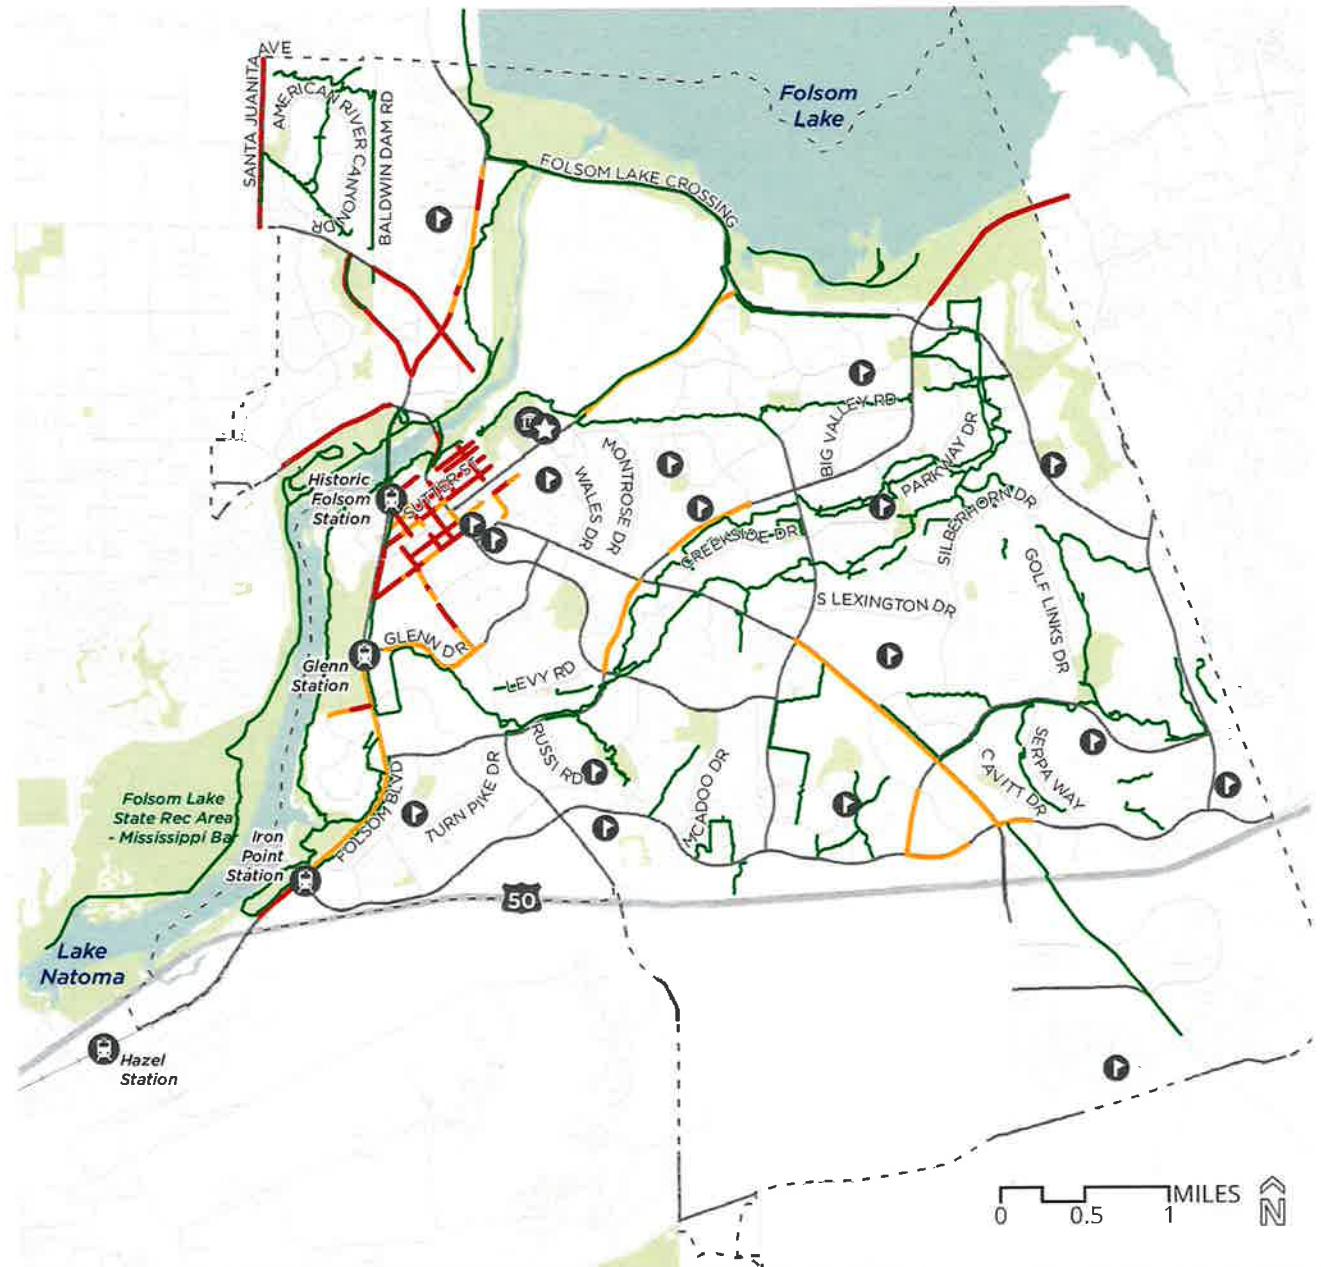 AVE
SANTA JUANITA
AMERICAN RIVER CANYON
DR
BALDWIN DAM RD
Folsom
Lake
FOLSOM LAKE CROSSING
BIG VALLEY RD
PARKWAY DR
MONTROSE DR
WALES DR
Historic
Folsom
Station
SUTTER ST
CREEKSIDE DR
SILBERHORN DR
GOLF LINKS DR
S LEXINGTON DR
GLENN DR
Glenn
Station
LEVY RD
RUSSI RD
SERPA WAY
CAVITT DR
MCADOO DR
TURN PIKE DR
FOLSOM BLVD
Folsom Lake
State Rec Area
- Mississippi Bar
Iron
Point
Station
50
Lake
Natoma
Hazel
Station
MILES
0 0.5 1
N